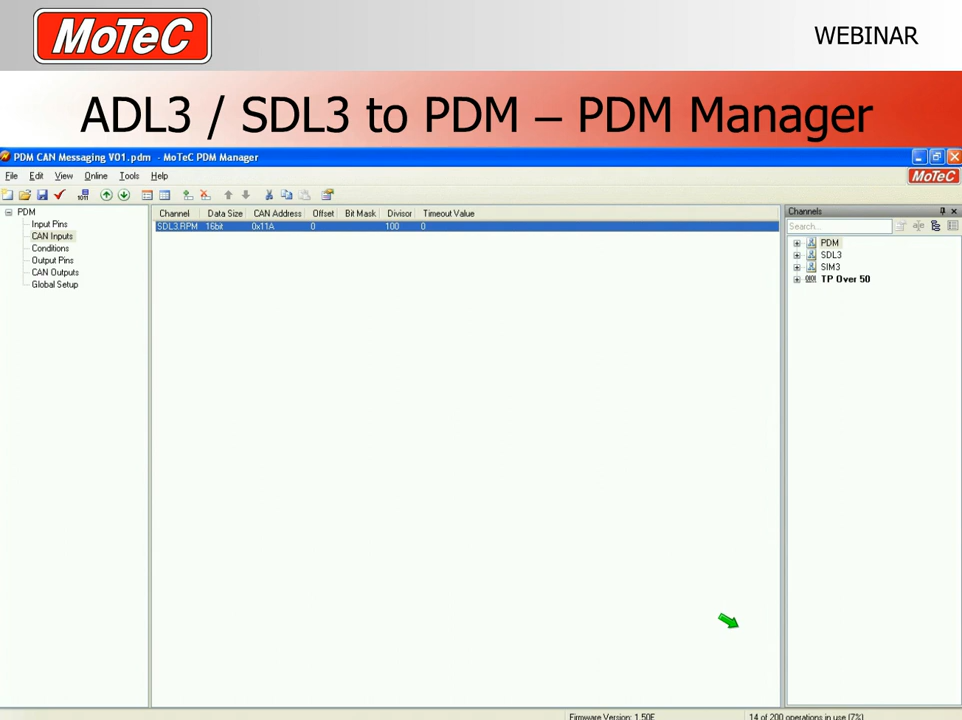 MoTeC
WEBINAR
ADL3 / SDL3 to PDM – PDM Manager
PDM CAN Messaging V01.pdm - MoTeC PDM Manager
File Edit View Online Tools Help
MoTeC
PDM
Input Pins
CAN Inputs
Conditions
Output Pins
CAN Outputs
Global Setup
Channel Data Size CAN Address Offset Bit Mask Divisor Timeout Value
SDL3.RPM 16bit 0x11A 0 100 0
Channels
Search...
PDM
SDL3
SIM3
TP Over 50
Firmware Version: 1.50E
14 of 200 operations in use (7%)